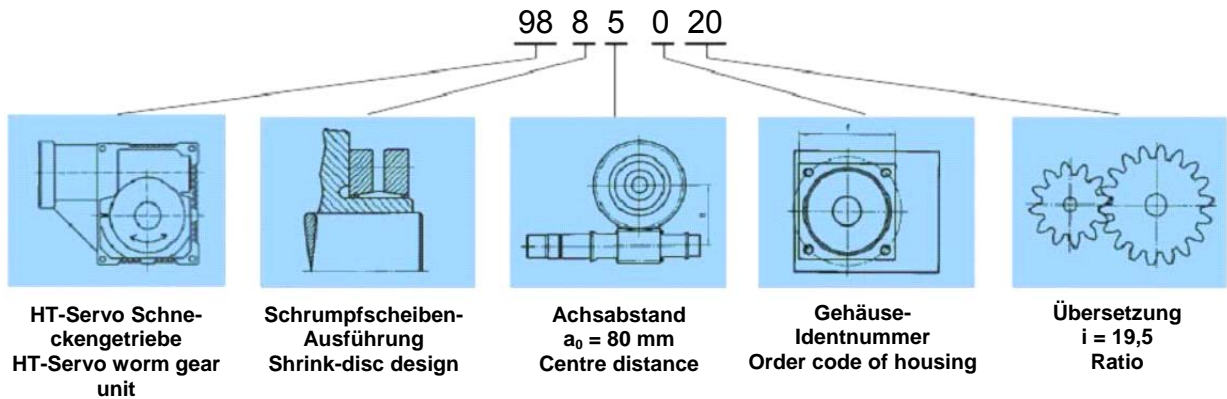 98 8 5 0 20
f
a
HT-Servo Schne-
ckengetriebe
HT-Servo worm gear
unit
Schrumpfscheiben-
Ausführung
Shrink-disc design
Achsabstand
a₀ = 80 mm
Centre distance
Gehäuse-
Identnummer
Order code of housing
Übersetzung
i = 19,5
Ratio